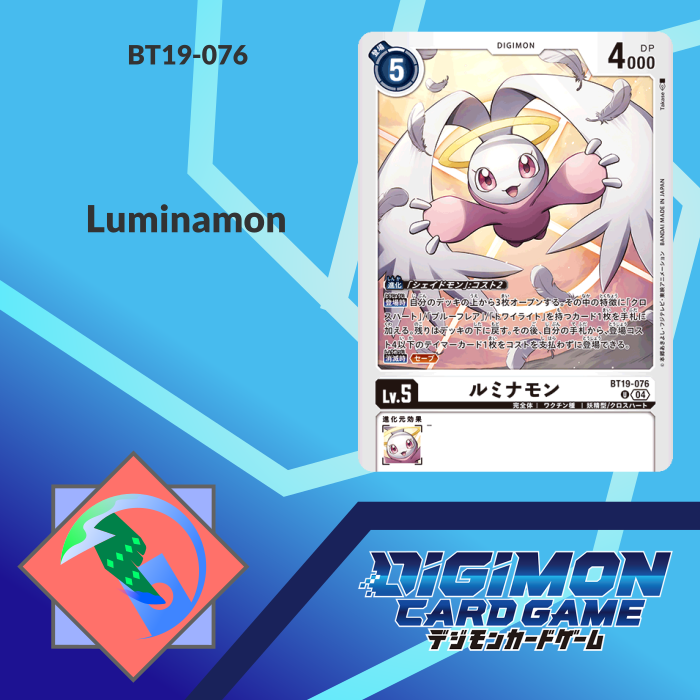 BT19-076
Luminamon
登場
5
DIGIMON
4000
DP
Takase
BANDAI MADE IN JAPAN
進化
「シェイドモン」:コスト2
登場時 自分のデッキの上から3枚オープンする。その中の特徴に「クロ
スハート」/「ブルーフレア」/「トワイライト」を持つカード1枚を手札に
加える。残りはデッキの下に戻す。その後、自分の手札から、登場コス
ト4以下のテイマーカード1枚をコストを支払わずに登場できる。
消滅時 セーブ
Lv.5
ルミナモン
BT19-076
U 04
完全体 | ワクチン種 | 妖精型/クロスハート
進化元効果
DIGIMON
CARD GAME
デジモンカードゲーム